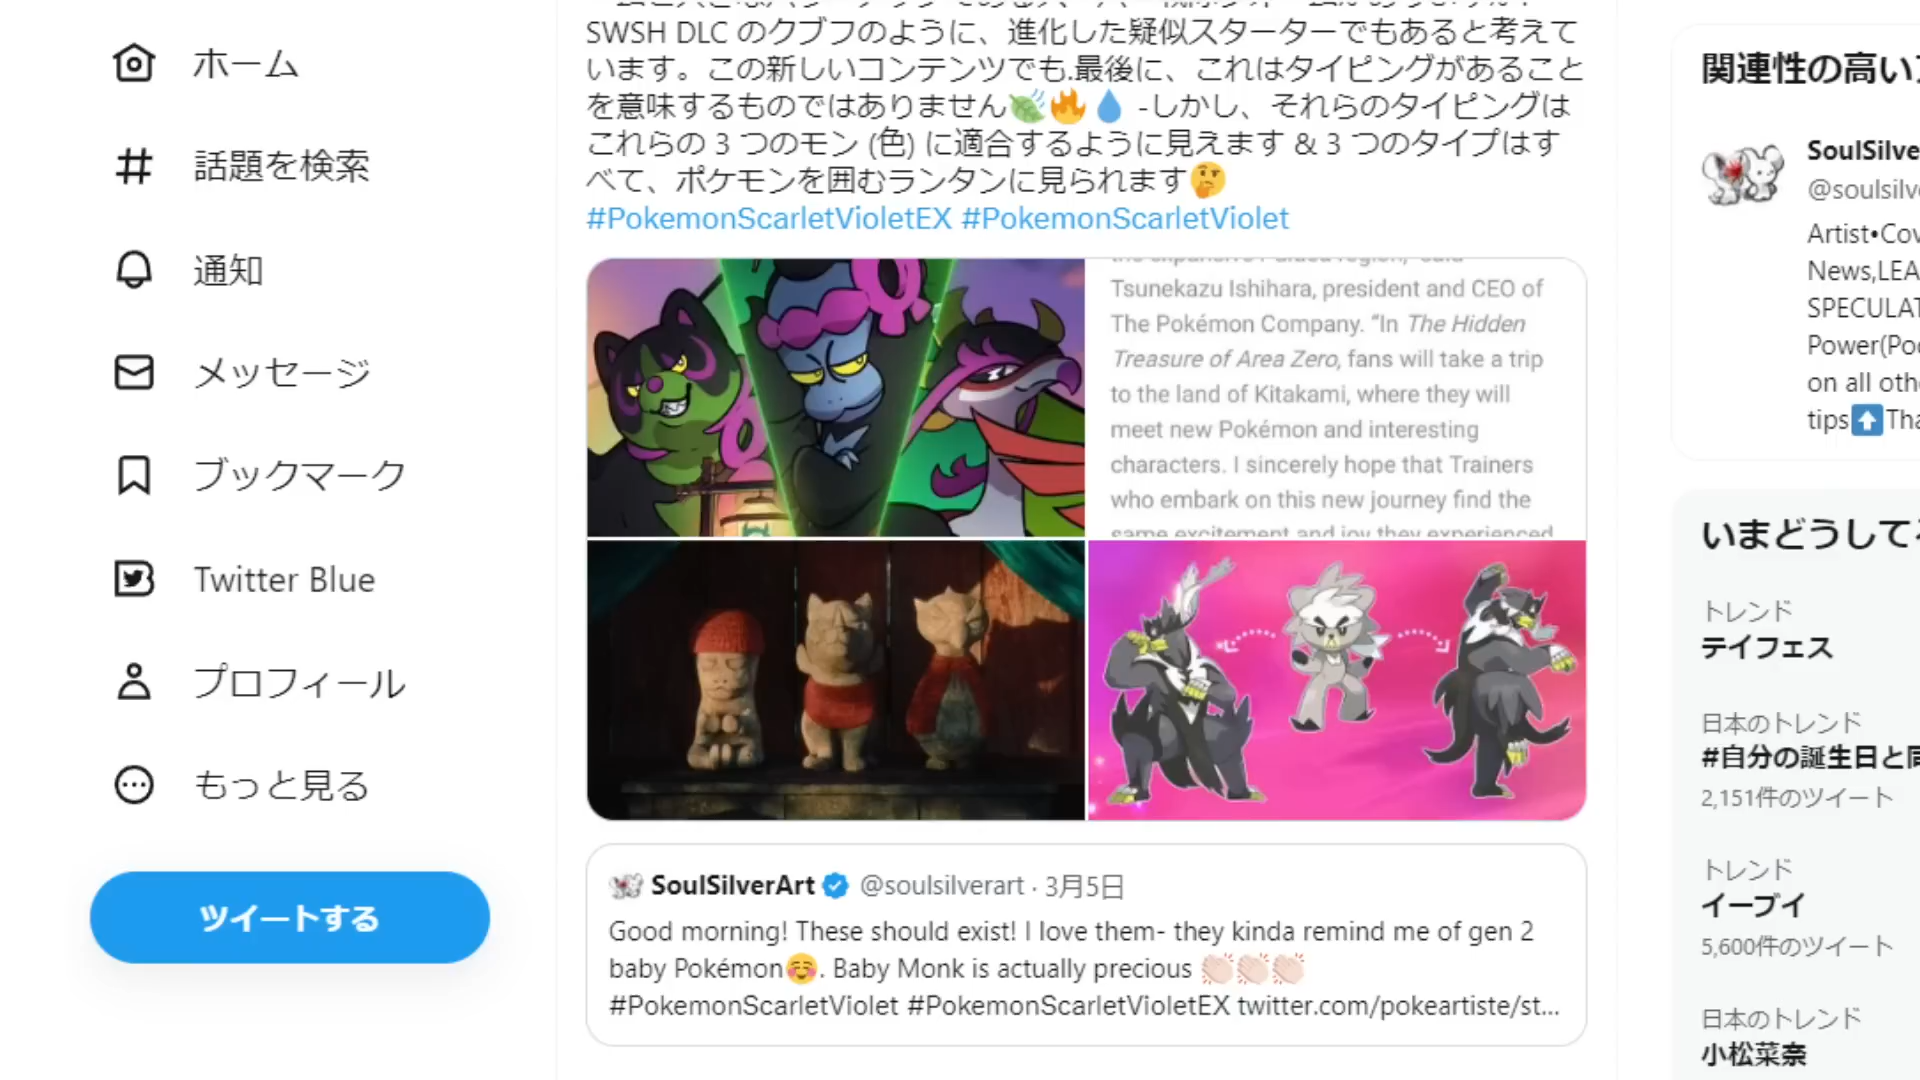 ホーム
話題を検索
通知
メッセージ
ブックマーク
Twitter Blue
プロフィール
もっと見る
ツイートする
SWSH DLC のクブフのように、進化した疑似スターターでもあると考えて
います。この新しいコンテンツでも.最後に、これはタイピングがあること
を意味するものではありません🍃🔥💧 -しかし、それらのタイピングは
これらの 3 つのモン (色) に適合するように見えます & 3 つのタイプはす
べて、ポケモンを囲むランタンに見られます🤔
#PokemonScarletVioletEX #PokemonScarletViolet
Tsunekazu Ishihara, president and CEO of
The Pokémon Company. “In The Hidden
Treasure of Area Zero, fans will take a trip
to the land of Kitakami, where they will
meet new Pokémon and interesting
characters. I sincerely hope that Trainers
who embark on this new journey find the
same excitement and joy they experienced
SoulSilverArt @soulsilverart · 3月5日
Good morning! These should exist! I love them- they kinda remind me of gen 2
baby Pokémon☺️. Baby Monk is actually precious 👏🏻👏🏻👏🏻
#PokemonScarletViolet #PokemonScarletVioletEX twitter.com/pokeartiste/st...
関連性の高い
SoulSilve
@soulsilv
Artist•Cov
News,LEA
SPECULAT
Power(Po
on all oth
tips⬆️Tha
いまどうして
トレンド
テイフェス
日本のトレンド
#自分の誕生日と同
2,151件のツイート
トレンド
イーブイ
5,600件のツイート
日本のトレンド
小松菜奈